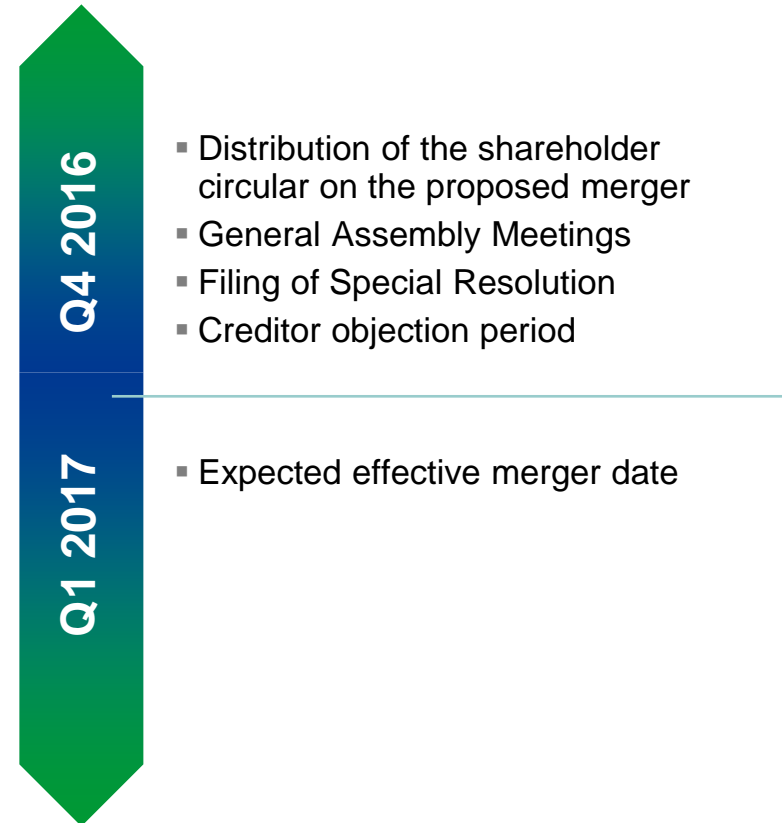 Q4 2016
▪ Distribution of the shareholder
circular on the proposed merger
▪ General Assembly Meetings
▪ Filing of Special Resolution
▪ Creditor objection period
Q1 2017
▪ Expected effective merger date